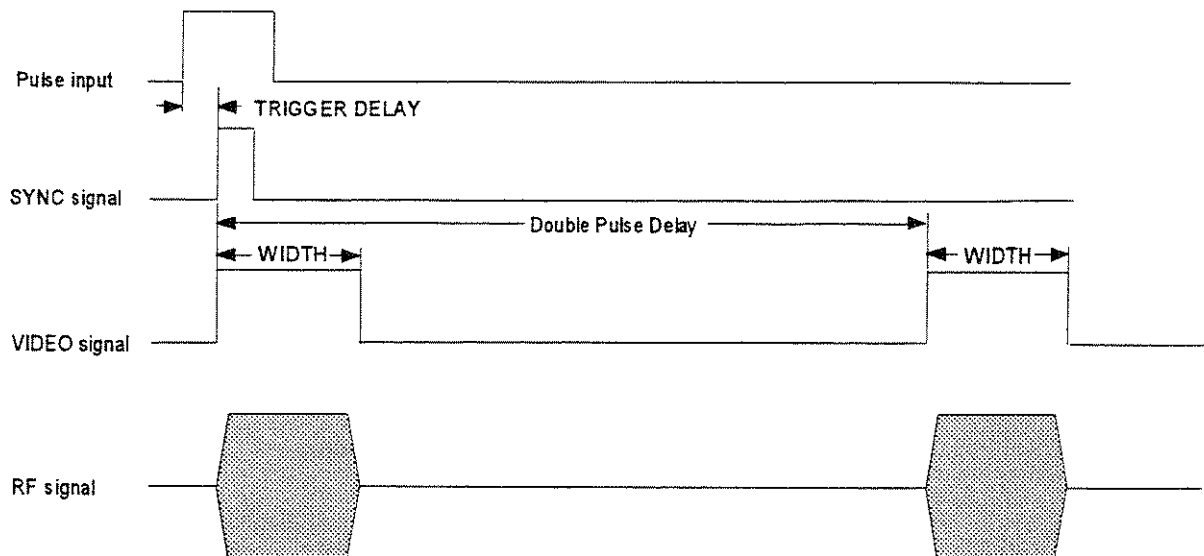 Pulse input
TRIGGER DELAY
SYNC signal
Double Pulse Delay
WIDTH
WIDTH
VIDEO signal
RF signal